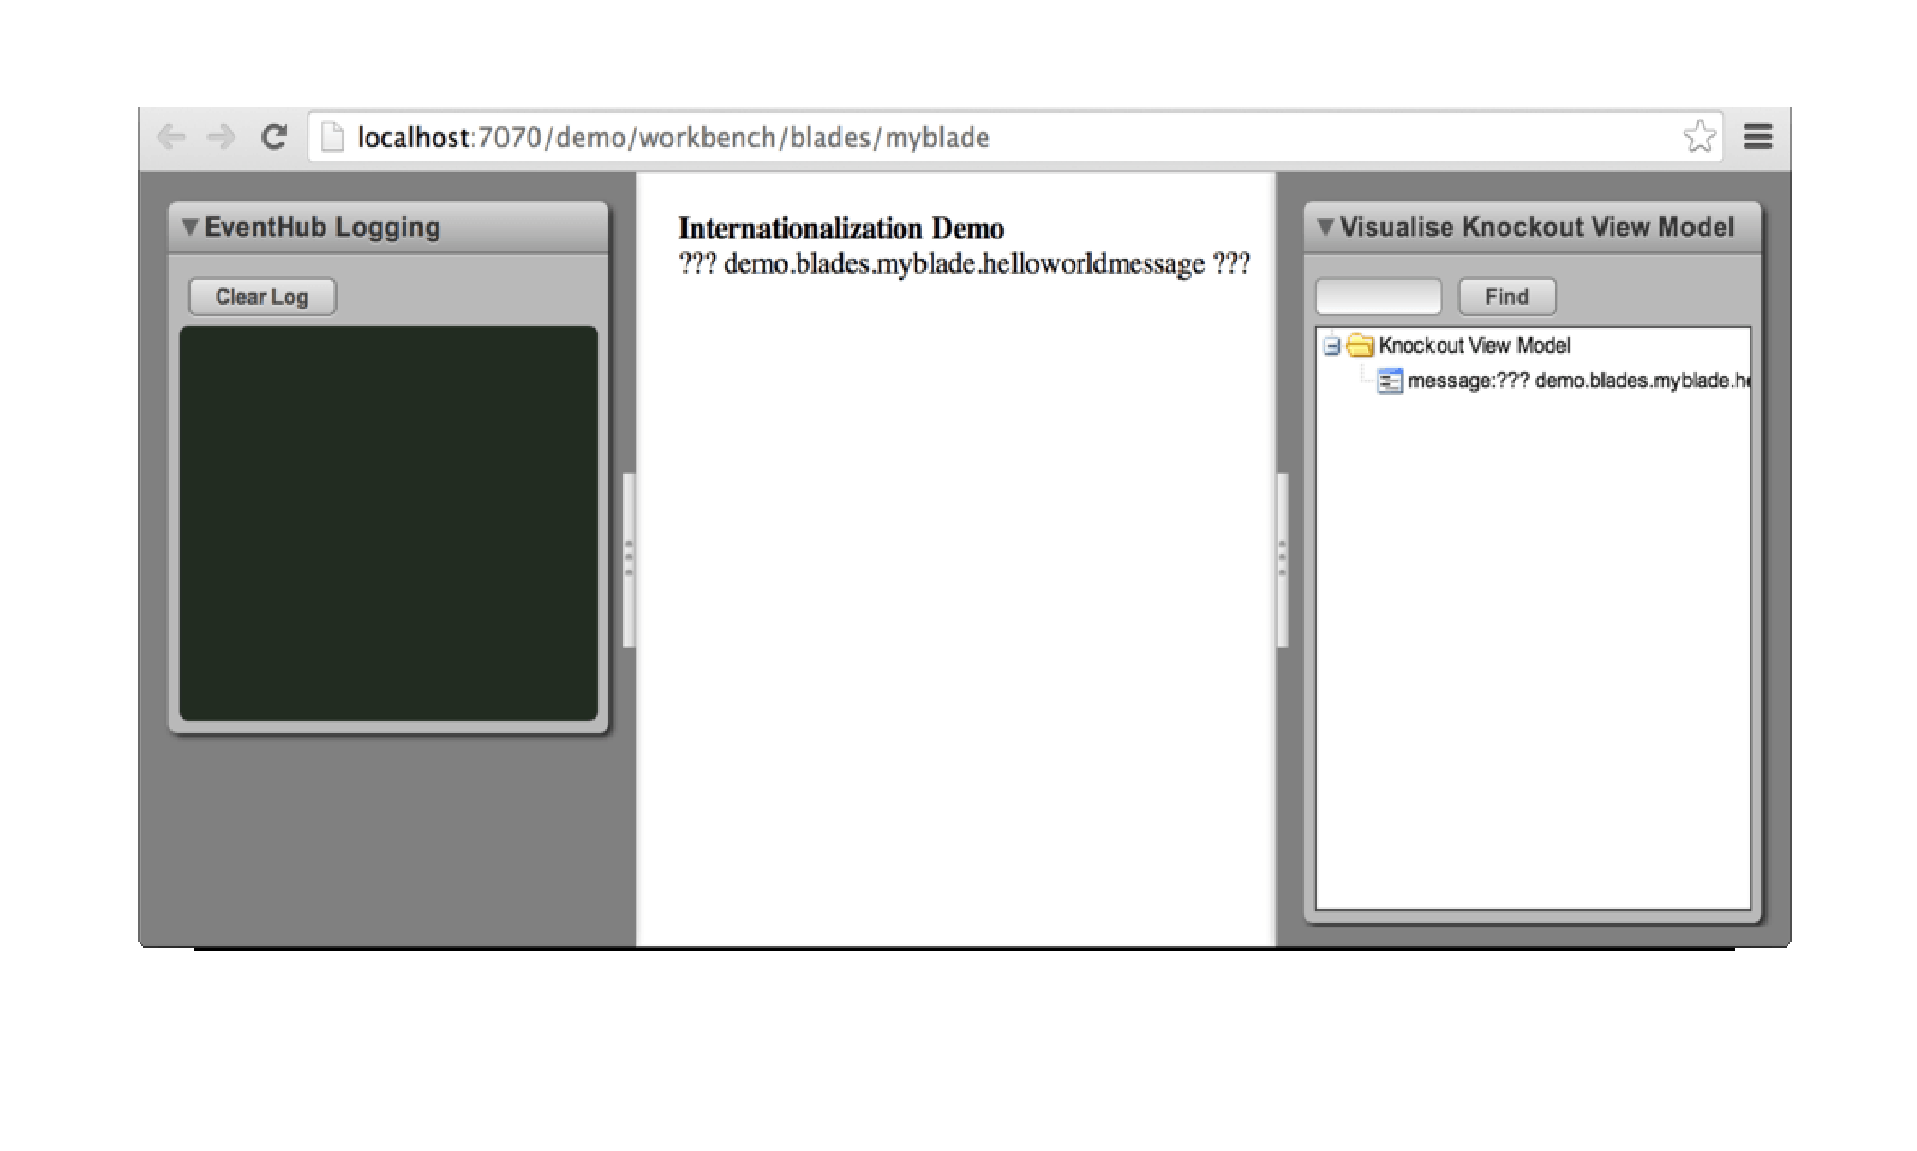 localhost:7070/demo/workbench/blades/myblade
EventHub Logging
Clear Log
Internationalization Demo
??? demo.blades.myblade.helloworldmessage ???
Visualise Knockout View Model
Find
Knockout View Model
message:??? demo.blades.myblade.he